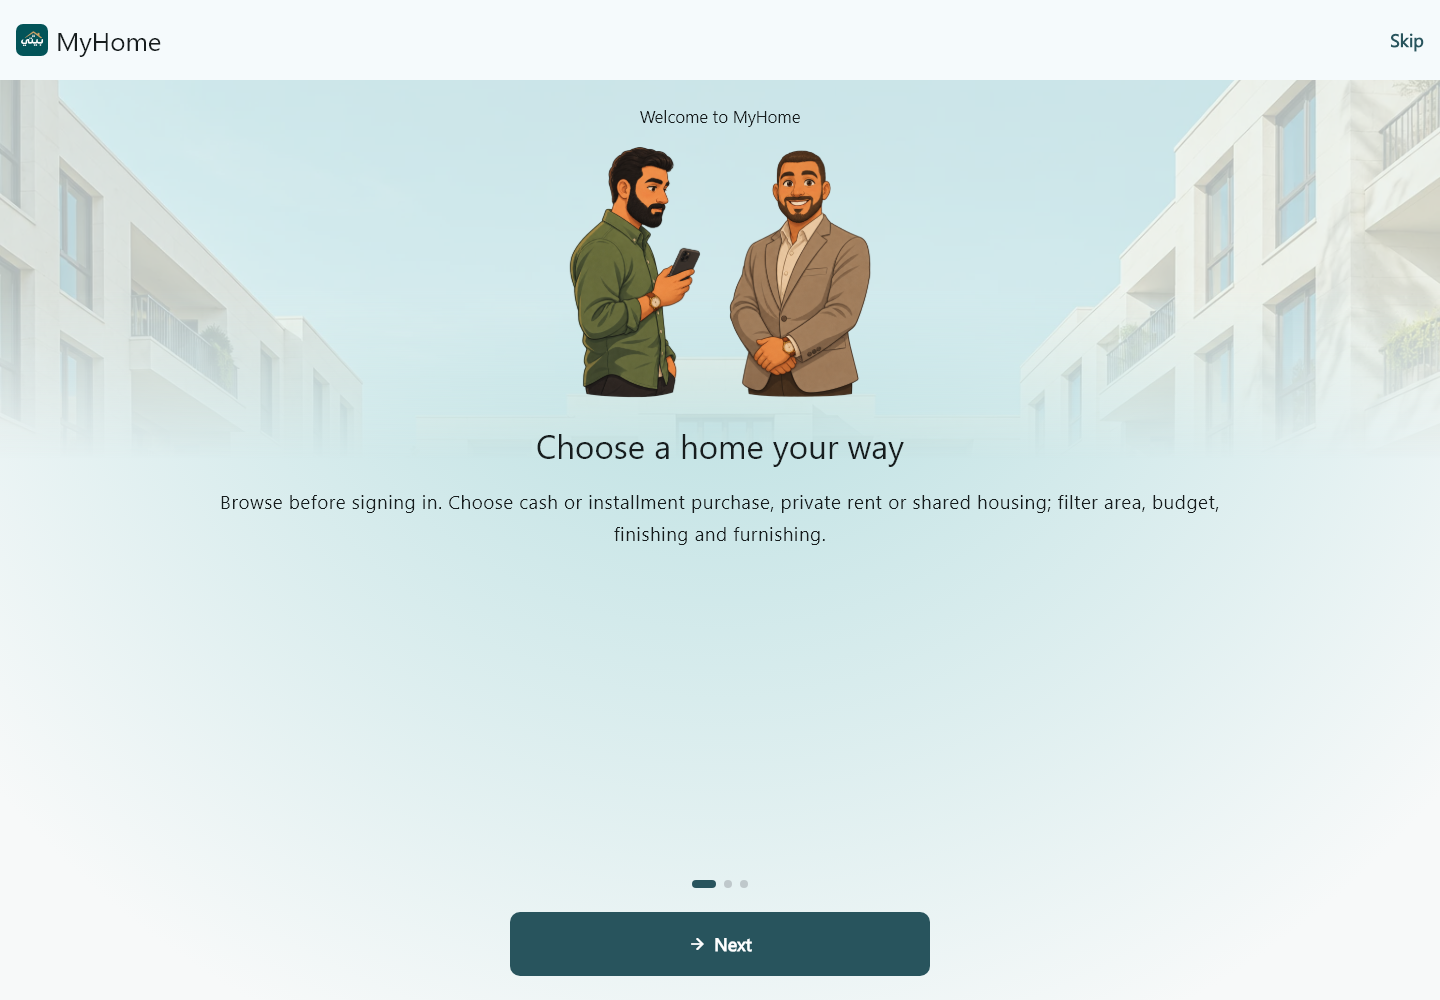 بيتي
MyHome
Skip
Welcome to MyHome
Choose a home your way
Browse before signing in. Choose cash or installment purchase, private rent or shared housing; filter area, budget,
finishing and furnishing.
→ Next